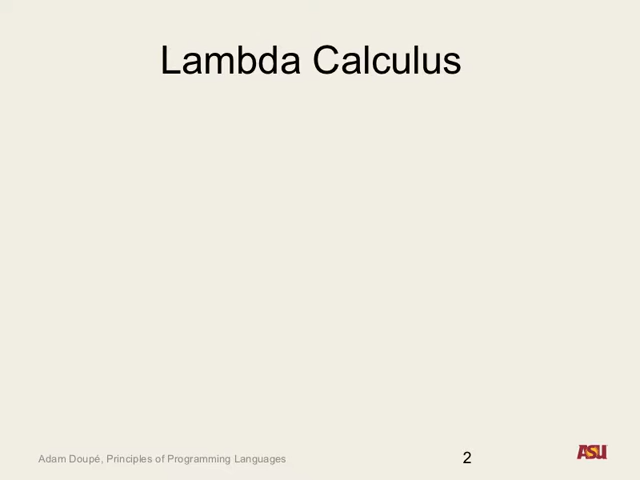 Lambda Calculus
Adam Doupé, Principles of Programming Languages
2
ASU